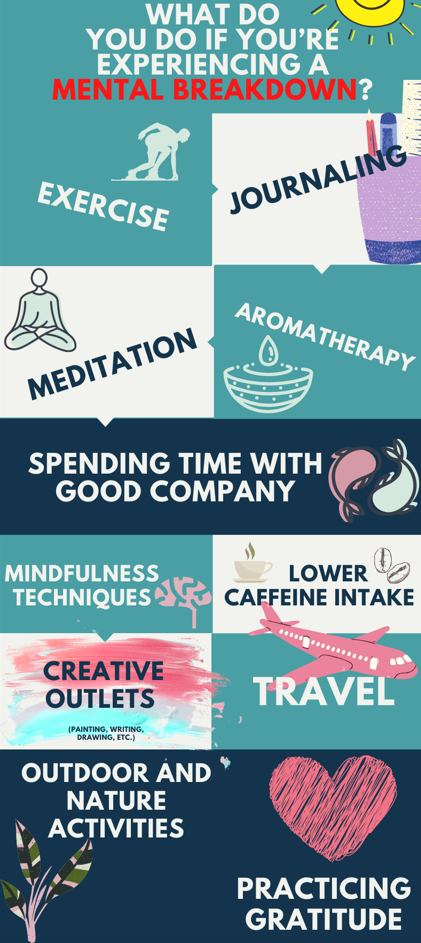 WHAT DO
YOU DO IF YOU’RE
EXPERIENCING A
MENTAL BREAKDOWN?
EXERCISE
JOURNALING
MEDITATION
AROMATHERAPY
SPENDING TIME WITH
GOOD COMPANY
MINDFULNESS
TECHNIQUES
LOWER
CAFFEINE INTAKE
CREATIVE
OUTLETS
(PAINTING, WRITING,
DRAWING, ETC.)
TRAVEL
OUTDOOR AND
NATURE
ACTIVITIES
PRACTICING
GRATITUDE